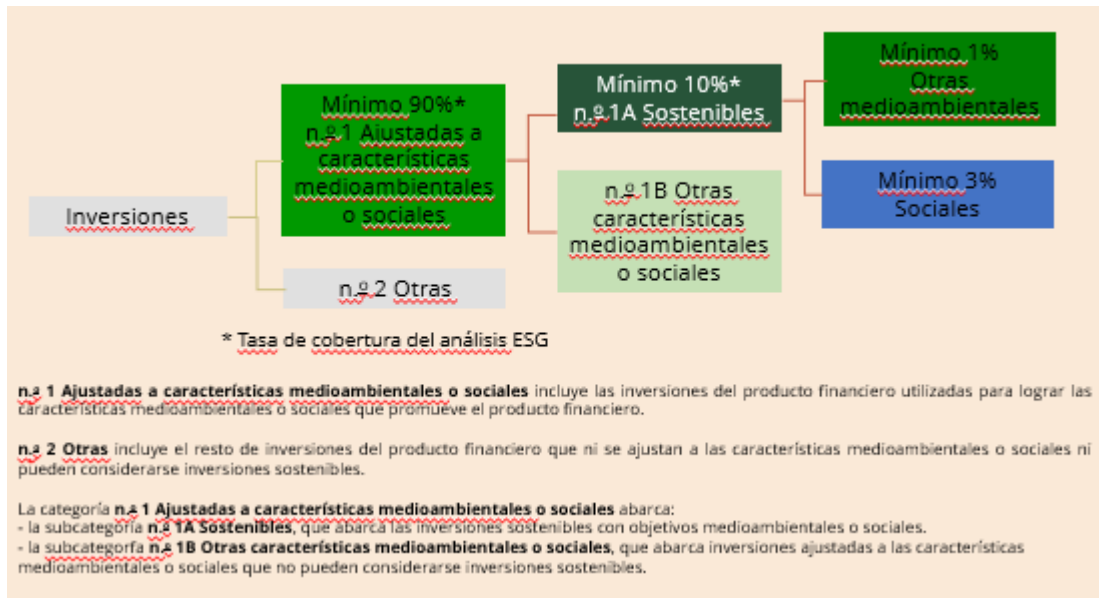 Inversiones
Mínimo 90%*
n.º 1 Ajustadas a
características
medioambientales
o sociales
n.º 2 Otras
Mínimo 10%*
n.º 1A Sostenibles
n.º 1B Otras
características
medioambientales
o sociales
Mínimo 1%
Otras
medioambientales
Mínimo 3%
Sociales
* Tasa de cobertura del análisis ESG
n.º 1 Ajustadas a características medioambientales o sociales incluye las inversiones del producto financiero utilizadas para lograr las
características medioambientales o sociales que promueve el producto financiero.
n.º 2 Otras incluye el resto de inversiones del producto financiero que ni se ajustan a las características medioambientales o sociales ni
pueden considerarse inversiones sostenibles.
La categoría n.º 1 Ajustadas a características medioambientales o sociales abarca:
- la subcategoría n.º 1A Sostenibles, que abarca las inversiones sostenibles con objetivos medioambientales o sociales.
- la subcategorfa n.º 1B Otras características medioambientales o sociales, que abarca inversiones ajustadas a las características
medioambientales o sociales que no pueden considerarse inversiones sostenibles.